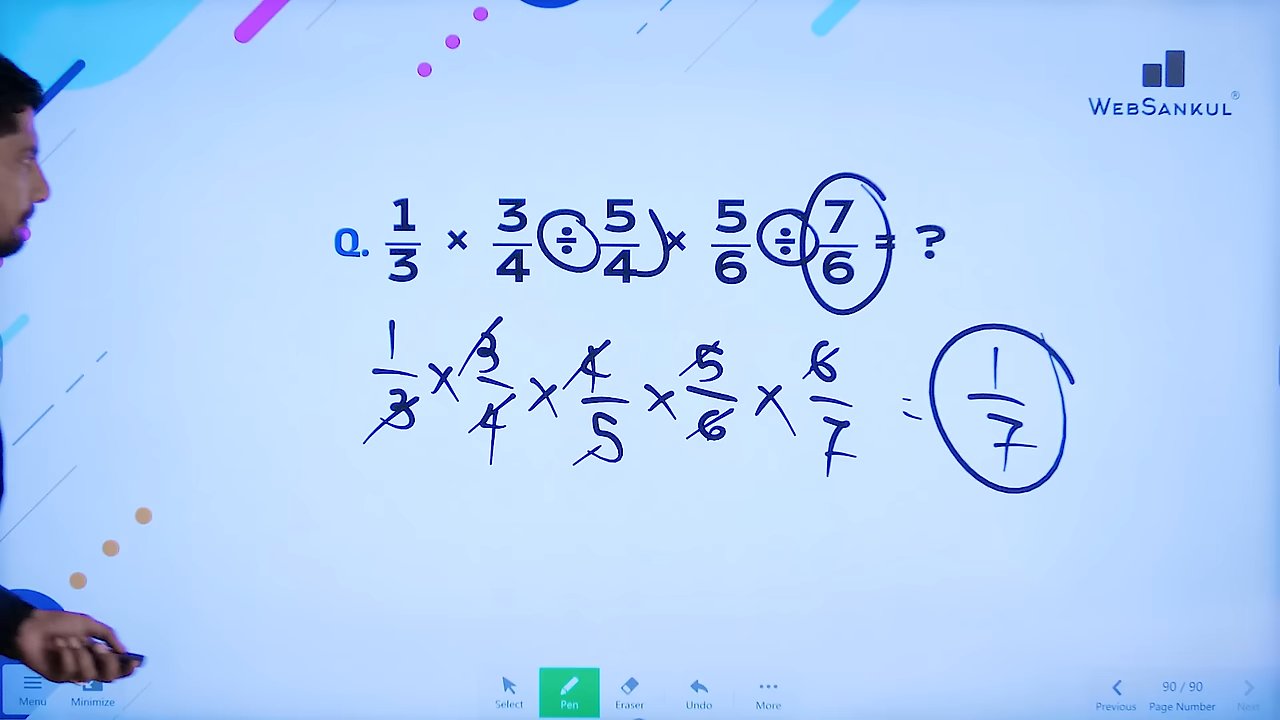 WEBSANKUL®
Q. 1/3 × 3/4 ÷ 5/4 × 5/6 ÷ 7/6 = ?
1/3 × 3/4 × 4/5 × 5/6 × 6/7 = 1/7
Menu Minimize Select Pen Eraser Undo More Previous 90 / 90 Page Number Next